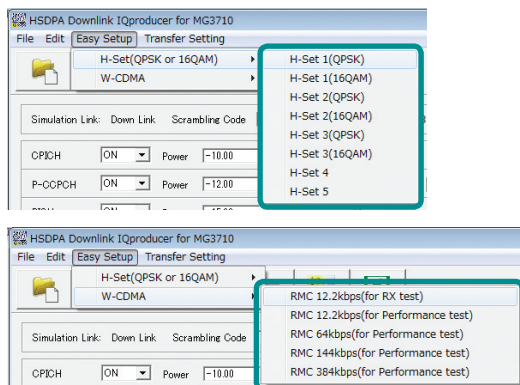 HSDPA Downlink IQproducer for MG3710
File Edit Easy Setup Transfer Setting
H-Set(QPSK or 16QAM)
W-CDMA
H-Set 1(QPSK)
H-Set 1(16QAM)
H-Set 2(QPSK)
H-Set 2(16QAM)
H-Set 3(QPSK)
H-Set 3(16QAM)
H-Set 4
H-Set 5
Simulation Link: Down Link Scrambling Code
CPICH ON Power -10.00
P-CCPCH ON Power -12.00
HSDPA Downlink IQproducer for MG3710
File Edit Easy Setup Transfer Setting
H-Set(QPSK or 16QAM)
W-CDMA
RMC 12.2kbps(for RX test)
RMC 12.2kbps(for Performance test)
RMC 64kbps(for Performance test)
RMC 144kbps(for Performance test)
RMC 384kbps(for Performance test)
Simulation Link: Down Link Scrambling Code
CPICH ON Power -10.00